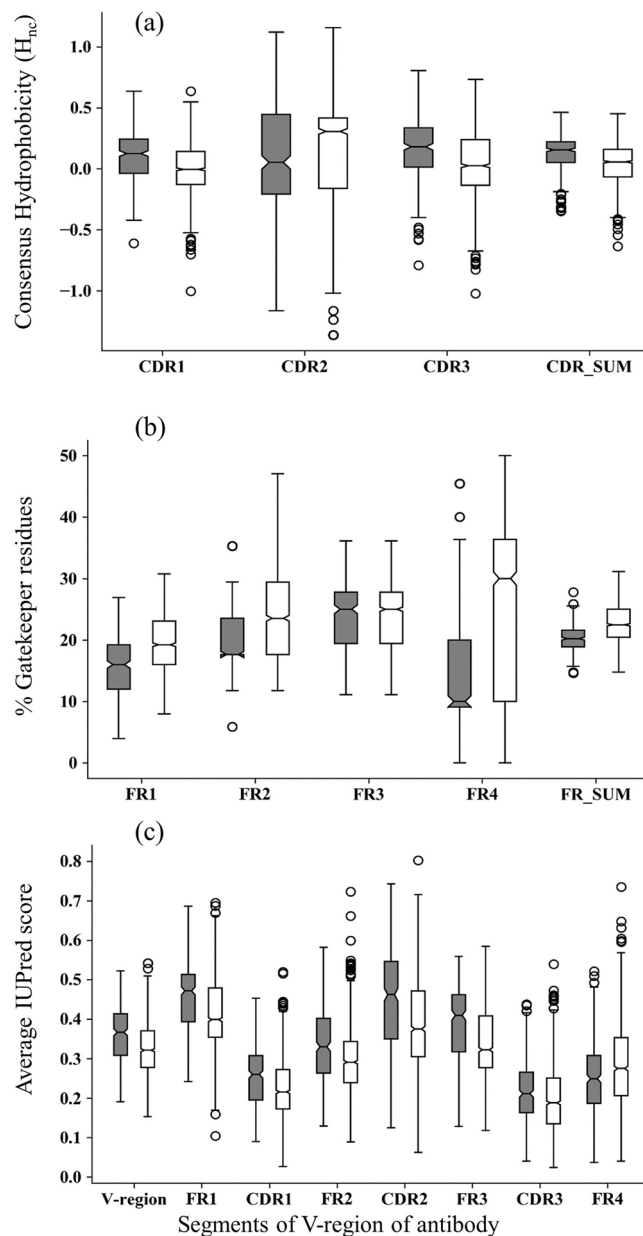 (a)
Consensus Hydrophobicity (Hnc)
1.0
0.5
0.0
−0.5
−1.0
CDR1 CDR2 CDR3 CDR_SUM
(b)
% Gatekeeper residues
50
40
30
20
10
0
FR1 FR2 FR3 FR4 FR_SUM
(c)
Average IUPred score
0.8
0.7
0.6
0.5
0.4
0.3
0.2
0.1
0.0
V-region FR1 CDR1 FR2 CDR2 FR3 CDR3 FR4
Segments of V-region of antibody